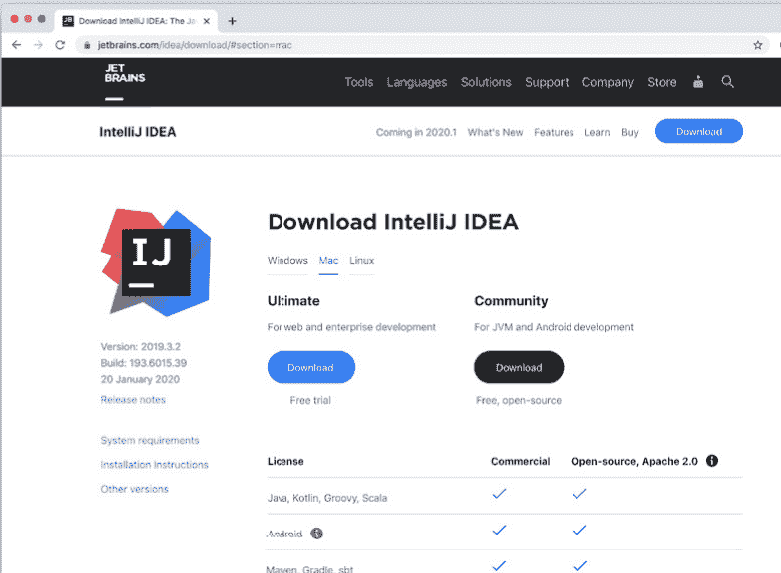 Download IntelliJ IDEA: The Ja
jetbrains.com/idea/download/#section=mac
JET
BRAINS
Tools Languages Solutions Support Company Store
IntelliJ IDEA
Coming in 2020.1 What's New Features Learn Buy Download
IJ
Download IntelliJ IDEA
Windows Mac Linux
Ultimate
For web and enterprise development
Download
Free trial
Community
For JVM and Android development
Download
Free, open-source
Version: 2019.3.2
Build: 193.6015.39
20 January 2020
Release notes
System requirements
Installation Instructions
Other versions
License Commercial Open-source, Apache 2.0
Java, Kotlin, Groovy, Scala
Android
Maven, Gradle, sbt